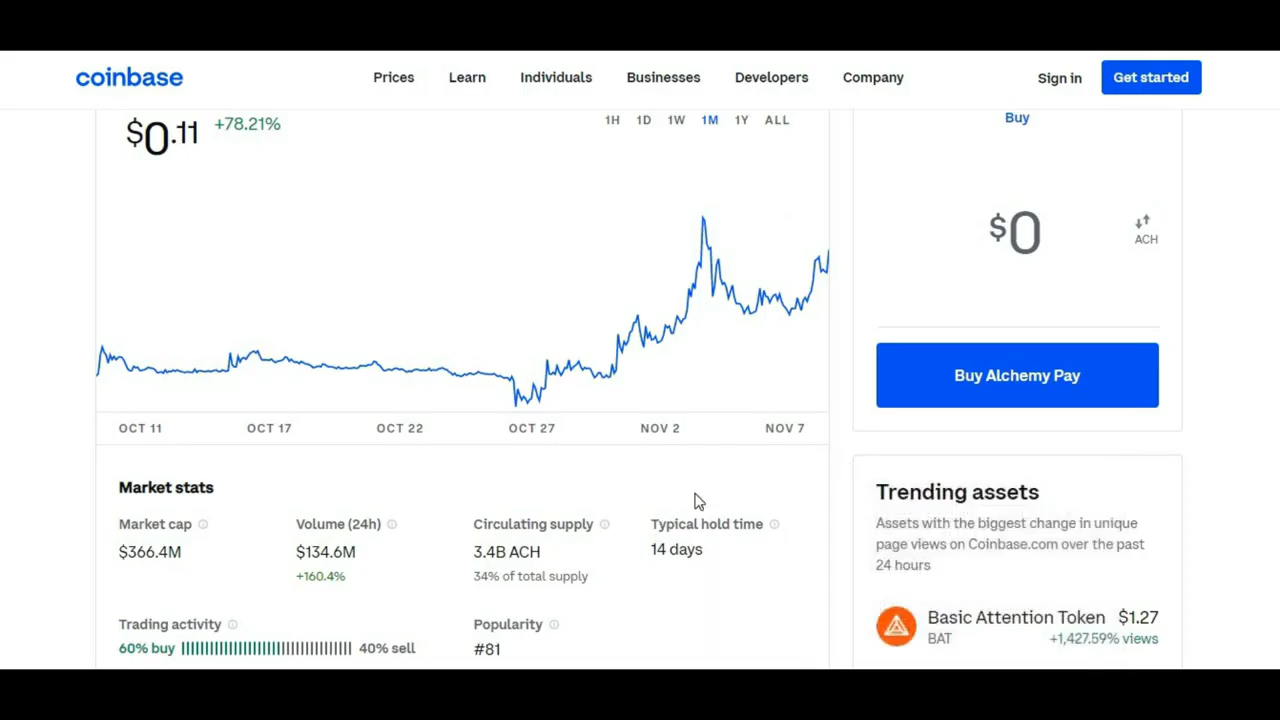 coinbase Prices Learn Individuals Businesses Developers Company Sign in Get started
$0.11 +78.21% 1H 1D 1W 1M 1Y ALL
OCT 11 OCT 17 OCT 22 OCT 27 NOV 2 NOV 7
Market stats
Market cap Volume (24h) Circulating supply Typical hold time
$366.4M $134.6M 3.4B ACH 14 days
+160.4% 34% of total supply
Trading activity Popularity
60% buy 40% sell #81
Buy
$0
ACH
Buy Alchemy Pay
Trending assets
Assets with the biggest change in unique
page views on Coinbase.com over the past
24 hours
Basic Attention Token $1.27
BAT +1,427.59% views